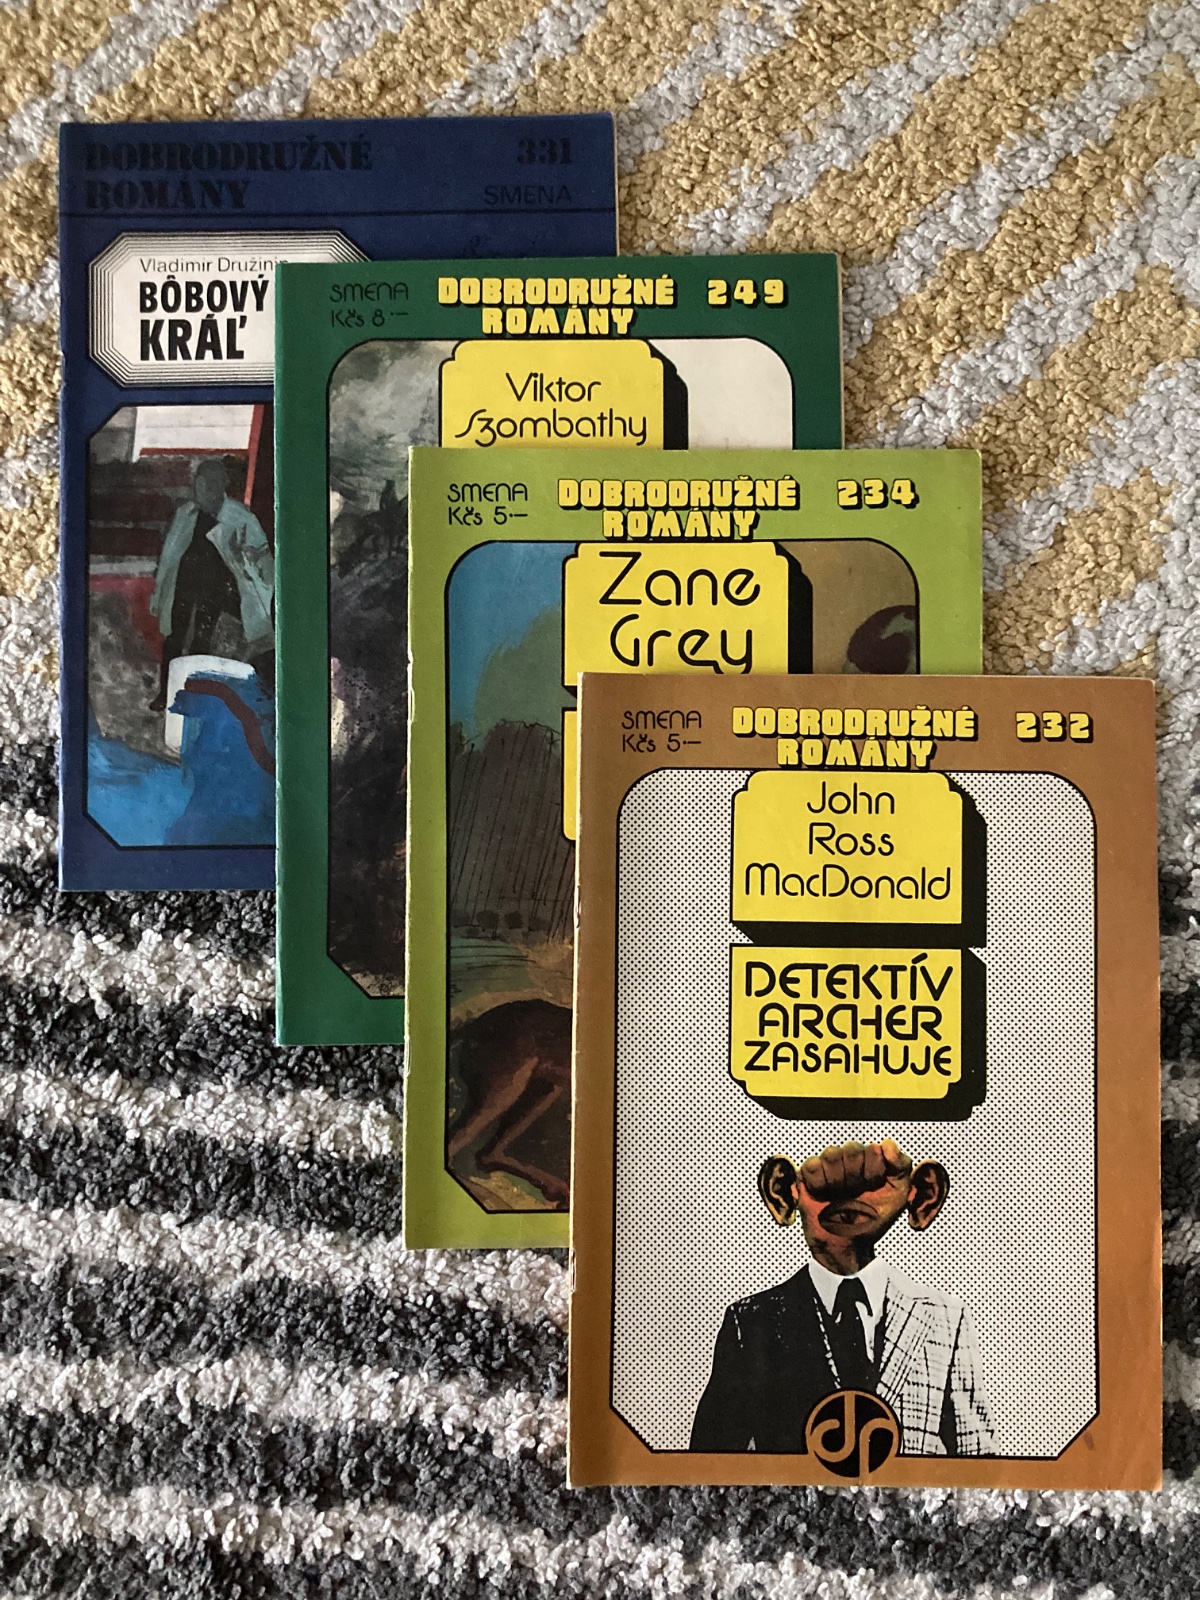 DOBRODRUŽNÉ
ROMÁNY
331
SMENA
Vladimir Družinin
BÔBOVÝ
KRÁĽ
SMENA
Kčs 8·—
DOBRODRUŽNÉ
ROMÁNY
249
Viktor
Szombathy
SMENA
Kčs 5·—
DOBRODRUŽNÉ
ROMÁNY
234
Zane
Grey
SMENA
Kčs 5·—
DOBRODRUŽNÉ
ROMÁNY
232
John
Ross
MacDonald
DETEKTÍV
ARCHER
ZASAHUJE
dr